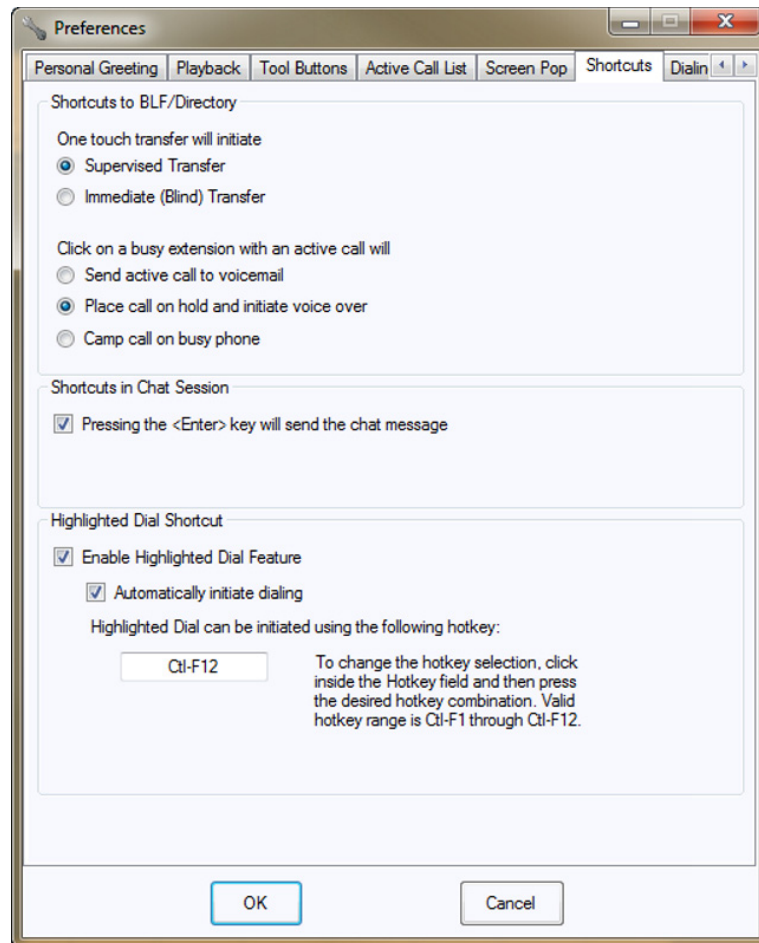 Preferences
Personal Greeting Playback Tool Buttons Active Call List Screen Pop Shortcuts Dialin
Shortcuts to BLF/Directory
One touch transfer will initiate
Supervised Transfer
Immediate (Blind) Transfer
Click on a busy extension with an active call will
Send active call to voicemail
Place call on hold and initiate voice over
Camp call on busy phone
Shortcuts in Chat Session
Pressing the <Enter> key will send the chat message
Highlighted Dial Shortcut
Enable Highlighted Dial Feature
Automatically initiate dialing
Highlighted Dial can be initiated using the following hotkey:
Ctl-F12
To change the hotkey selection, click
inside the Hotkey field and then press
the desired hotkey combination. Valid
hotkey range is Ctl-F1 through Ctl-F12.
OK Cancel